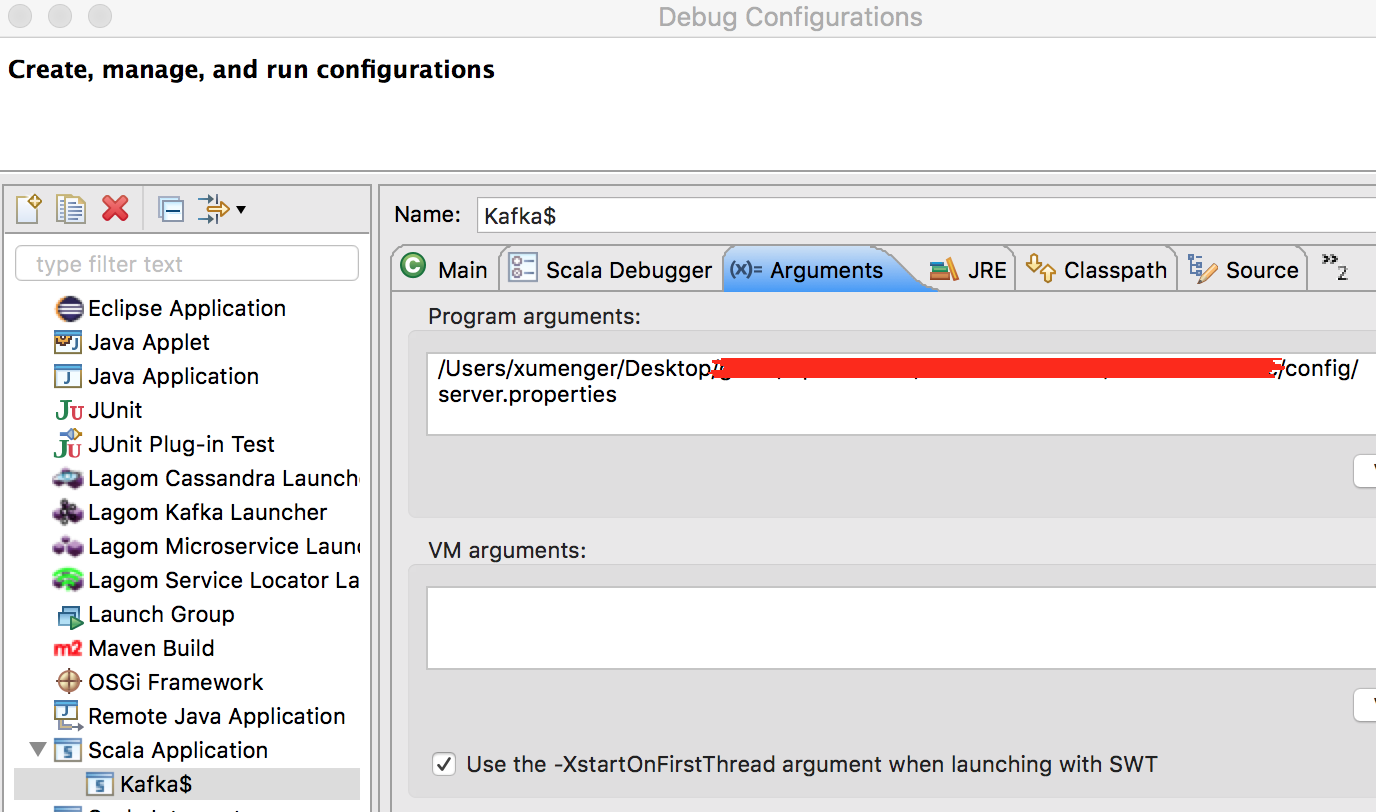 Debug Configurations
Create, manage, and run configurations
Name:
Kafka$
type filter text
Main
Scala Debugger
(x)= Arguments
JRE
Classpath
Source
»2
Eclipse Application
Java Applet
Java Application
JUnit
JUnit Plug-in Test
Lagom Cassandra Launch
Lagom Kafka Launcher
Lagom Microservice Laun
Lagom Service Locator La
Launch Group
Maven Build
OSGi Framework
Remote Java Application
Scala Application
Kafka$
Program arguments:
/Users/xumenger/Desktop/
/config/
server.properties
VM arguments:
Use the -XstartOnFirstThread argument when launching with SWT